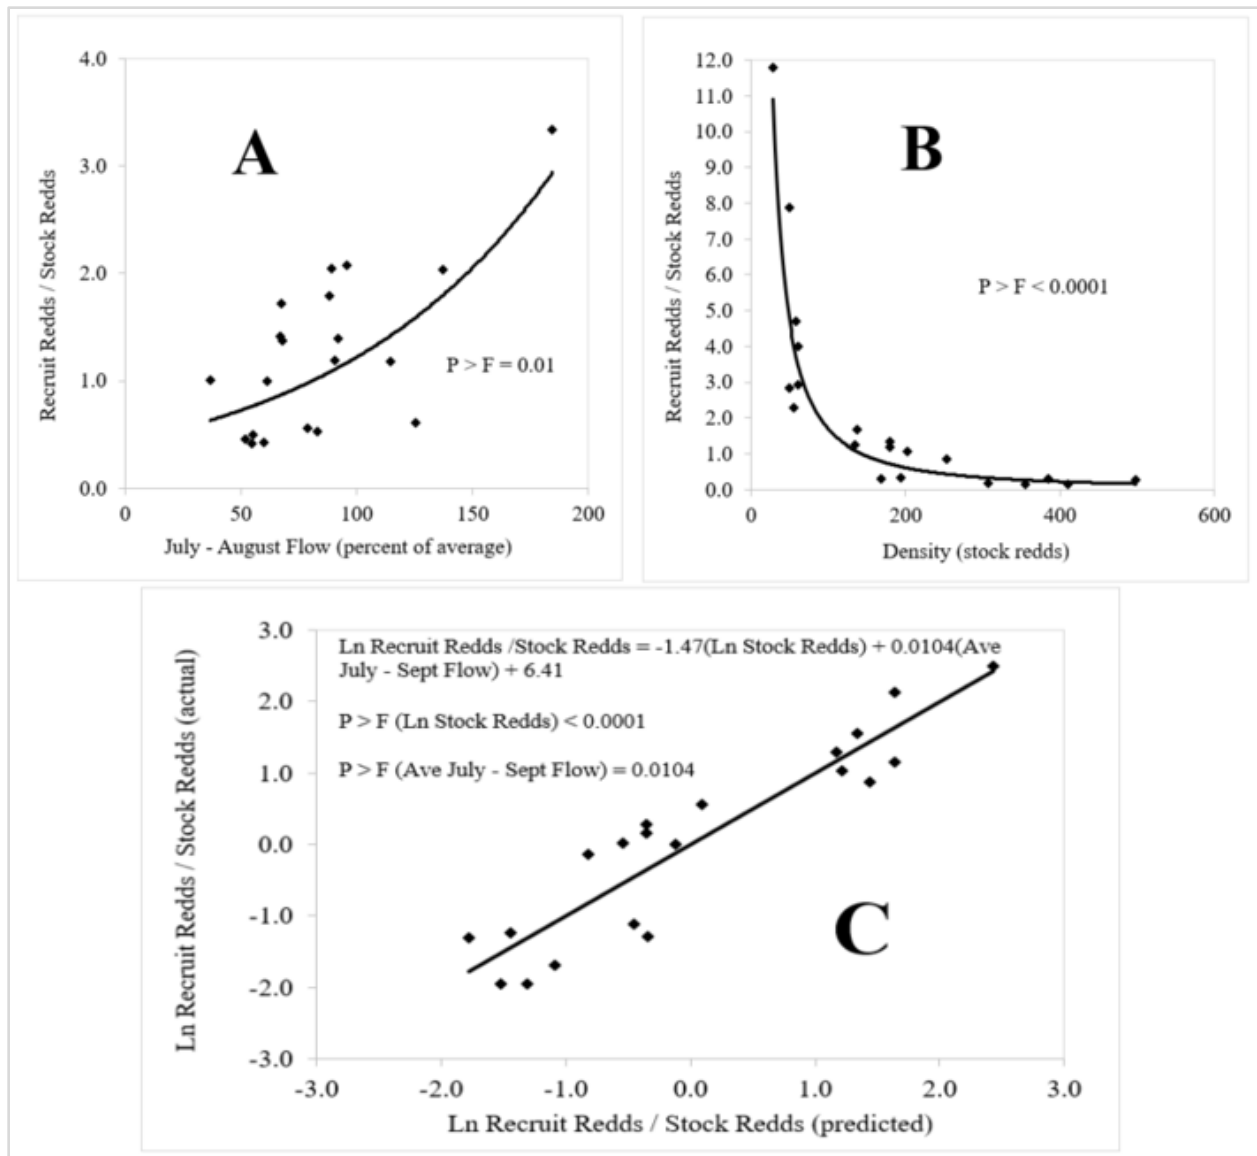 4.0
3.0
2.0
1.0
0.0
0 50 100 150 200
Recruit Redds / Stock Redds
A
P > F = 0.01
July - August Flow (percent of average)
12.0
11.0
10.0
9.0
8.0
7.0
6.0
5.0
4.0
3.0
2.0
1.0
0.0
0 200 400 600
Recruit Redds / Stock Redds
B
P > F < 0.0001
Density (stock redds)
3.0
2.0
1.0
0.0
-1.0
-2.0
-3.0
-3.0 -2.0 -1.0 0.0 1.0 2.0 3.0
Ln Recruit Redds / Stock Redds (actual)
Ln Recruit Redds /Stock Redds = -1.47(Ln Stock Redds) + 0.0104(Ave
July - Sept Flow) + 6.41
P > F (Ln Stock Redds) < 0.0001
P > F (Ave July - Sept Flow) = 0.0104
C
Ln Recruit Redds / Stock Redds (predicted)